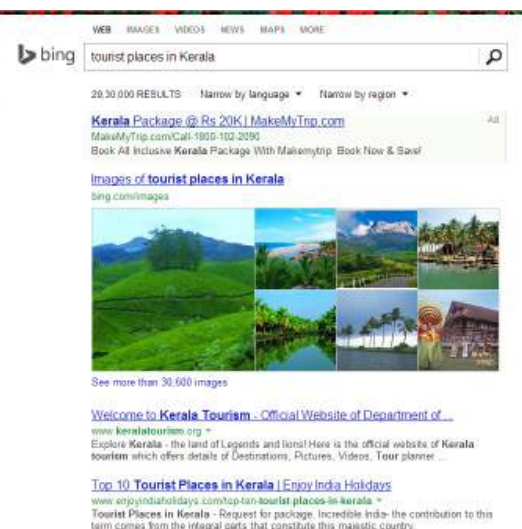 WEB IMAGES VIDEOS NEWS MAPS MORE
bing
tourist places in Kerala
29,30,000 RESULTS Narrow by language Narrow by region
Kerala Package @ Rs 20K | MakeMyTrip.com
Ad
MakeMyTrip.com/Call-1800-102-2090
Book All Inclusive Kerala Package With Makemytrip. Book Now & Save!
Images of tourist places in Kerala
bing.com/images
See more than 30,600 images
Welcome to Kerala Tourism - Official Website of Department of ...
www.keralatourism.org
Explore Kerala - the land of Legends and lions! Here is the official website of Kerala
tourism which offers details of Destinations, Pictures, Videos, Tour planner ...
Top 10 Tourist Places in Kerala | Enjoy India Holidays
www.enjoyindiaholidays.com/top-ten-tourist-places-in-kerala
Tourist Places in Kerala - Request for package. Incredible India- the contribution to this
term comes from the integral parts that constitute this majestic country.